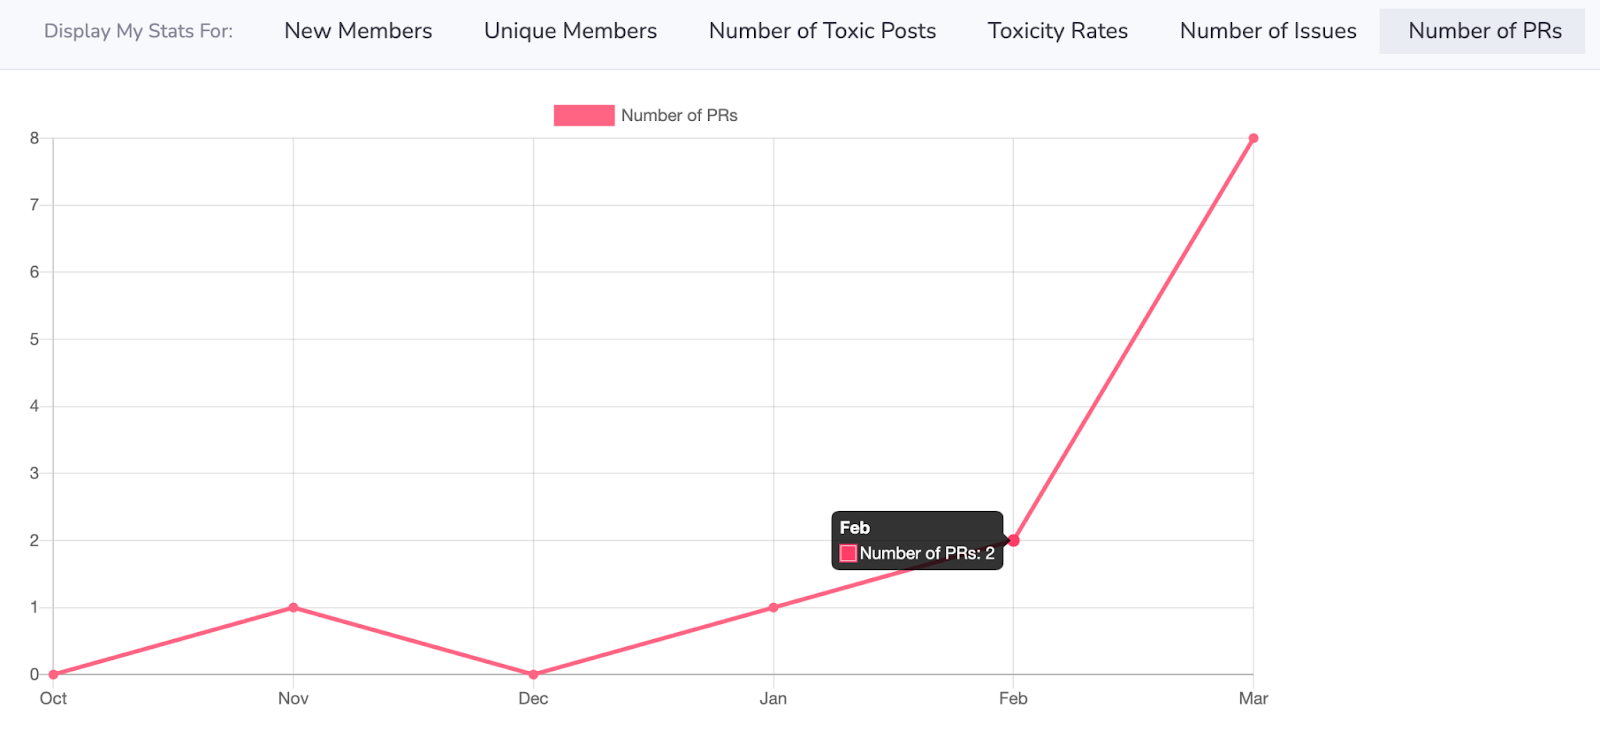 Display My Stats For: New Members Unique Members Number of Toxic Posts Toxicity Rates Number of Issues Number of PRs
Number of PRs
8
7
6
5
4
3
2
1
0
Feb
Number of PRs: 2
Oct Nov Dec Jan Feb Mar